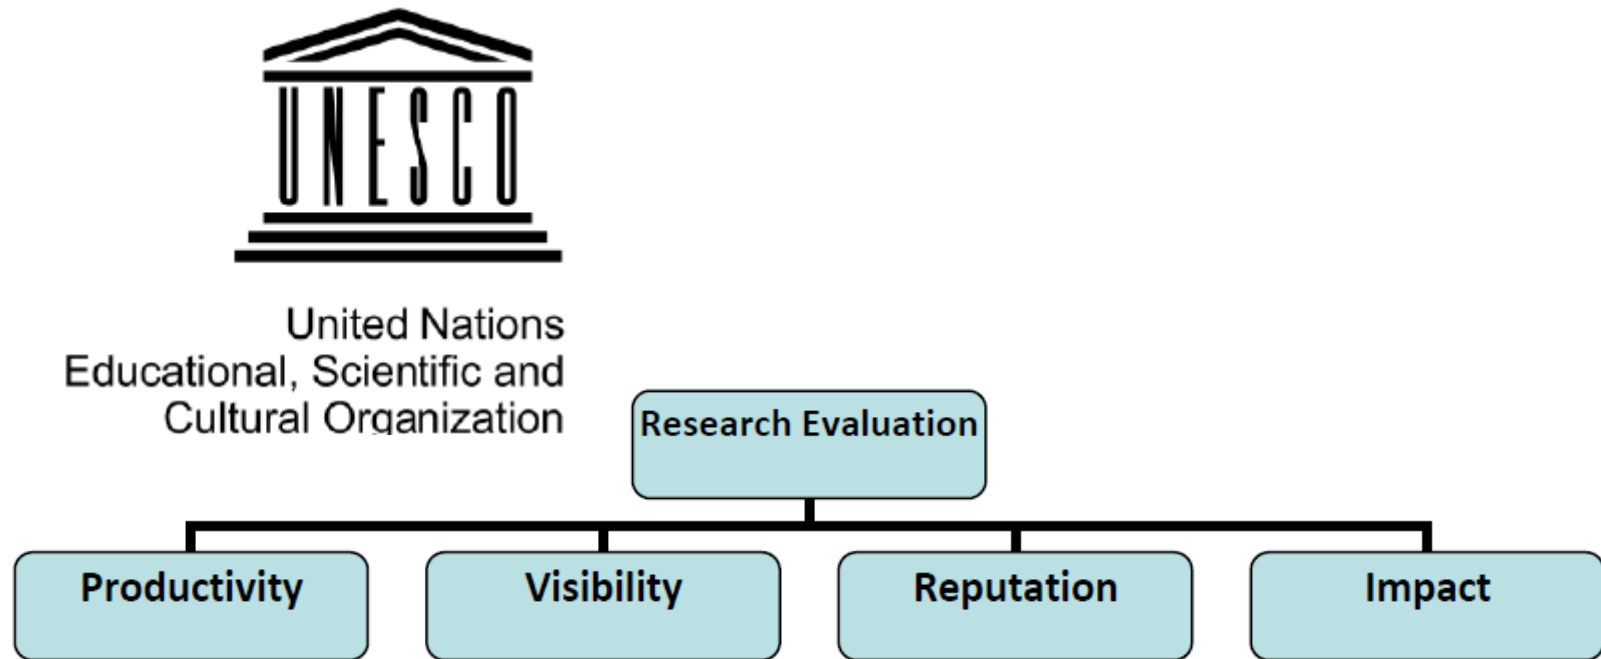 UNESCO
United Nations
Educational, Scientific and
Cultural Organization
Research Evaluation
Productivity
Visibility
Reputation
Impact